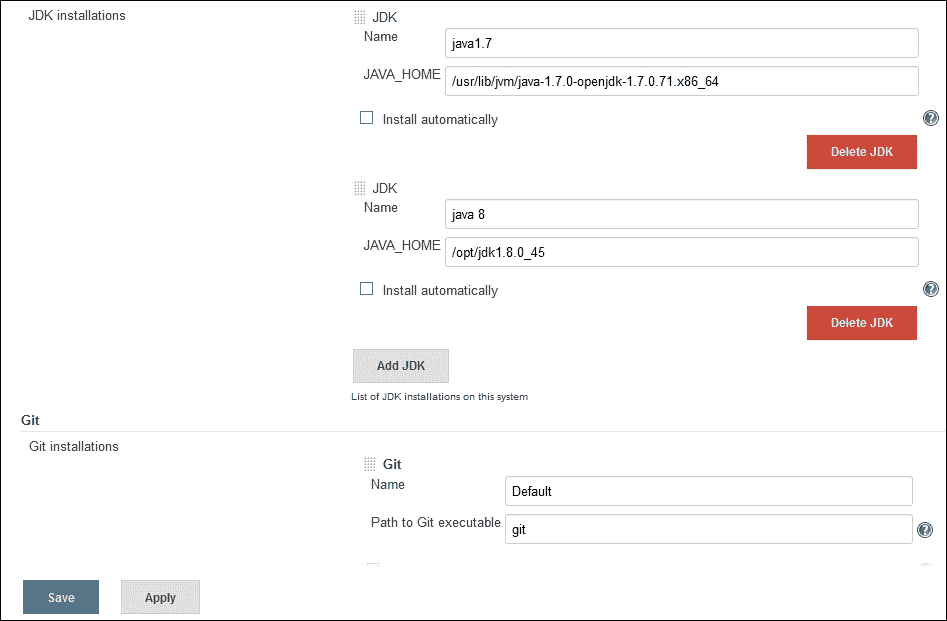 JDK installations
JDK
Name
java1.7
JAVA_HOME
/usr/lib/jvm/java-1.7.0-openjdk-1.7.0.71.x86_64
Install automatically
?
Delete JDK
JDK
Name
java 8
JAVA_HOME
/opt/jdk1.8.0_45
Install automatically
?
Delete JDK
Add JDK
List of JDK installations on this system
Git
Git installations
Git
Name
Default
Path to Git executable
git
?
Save
Apply